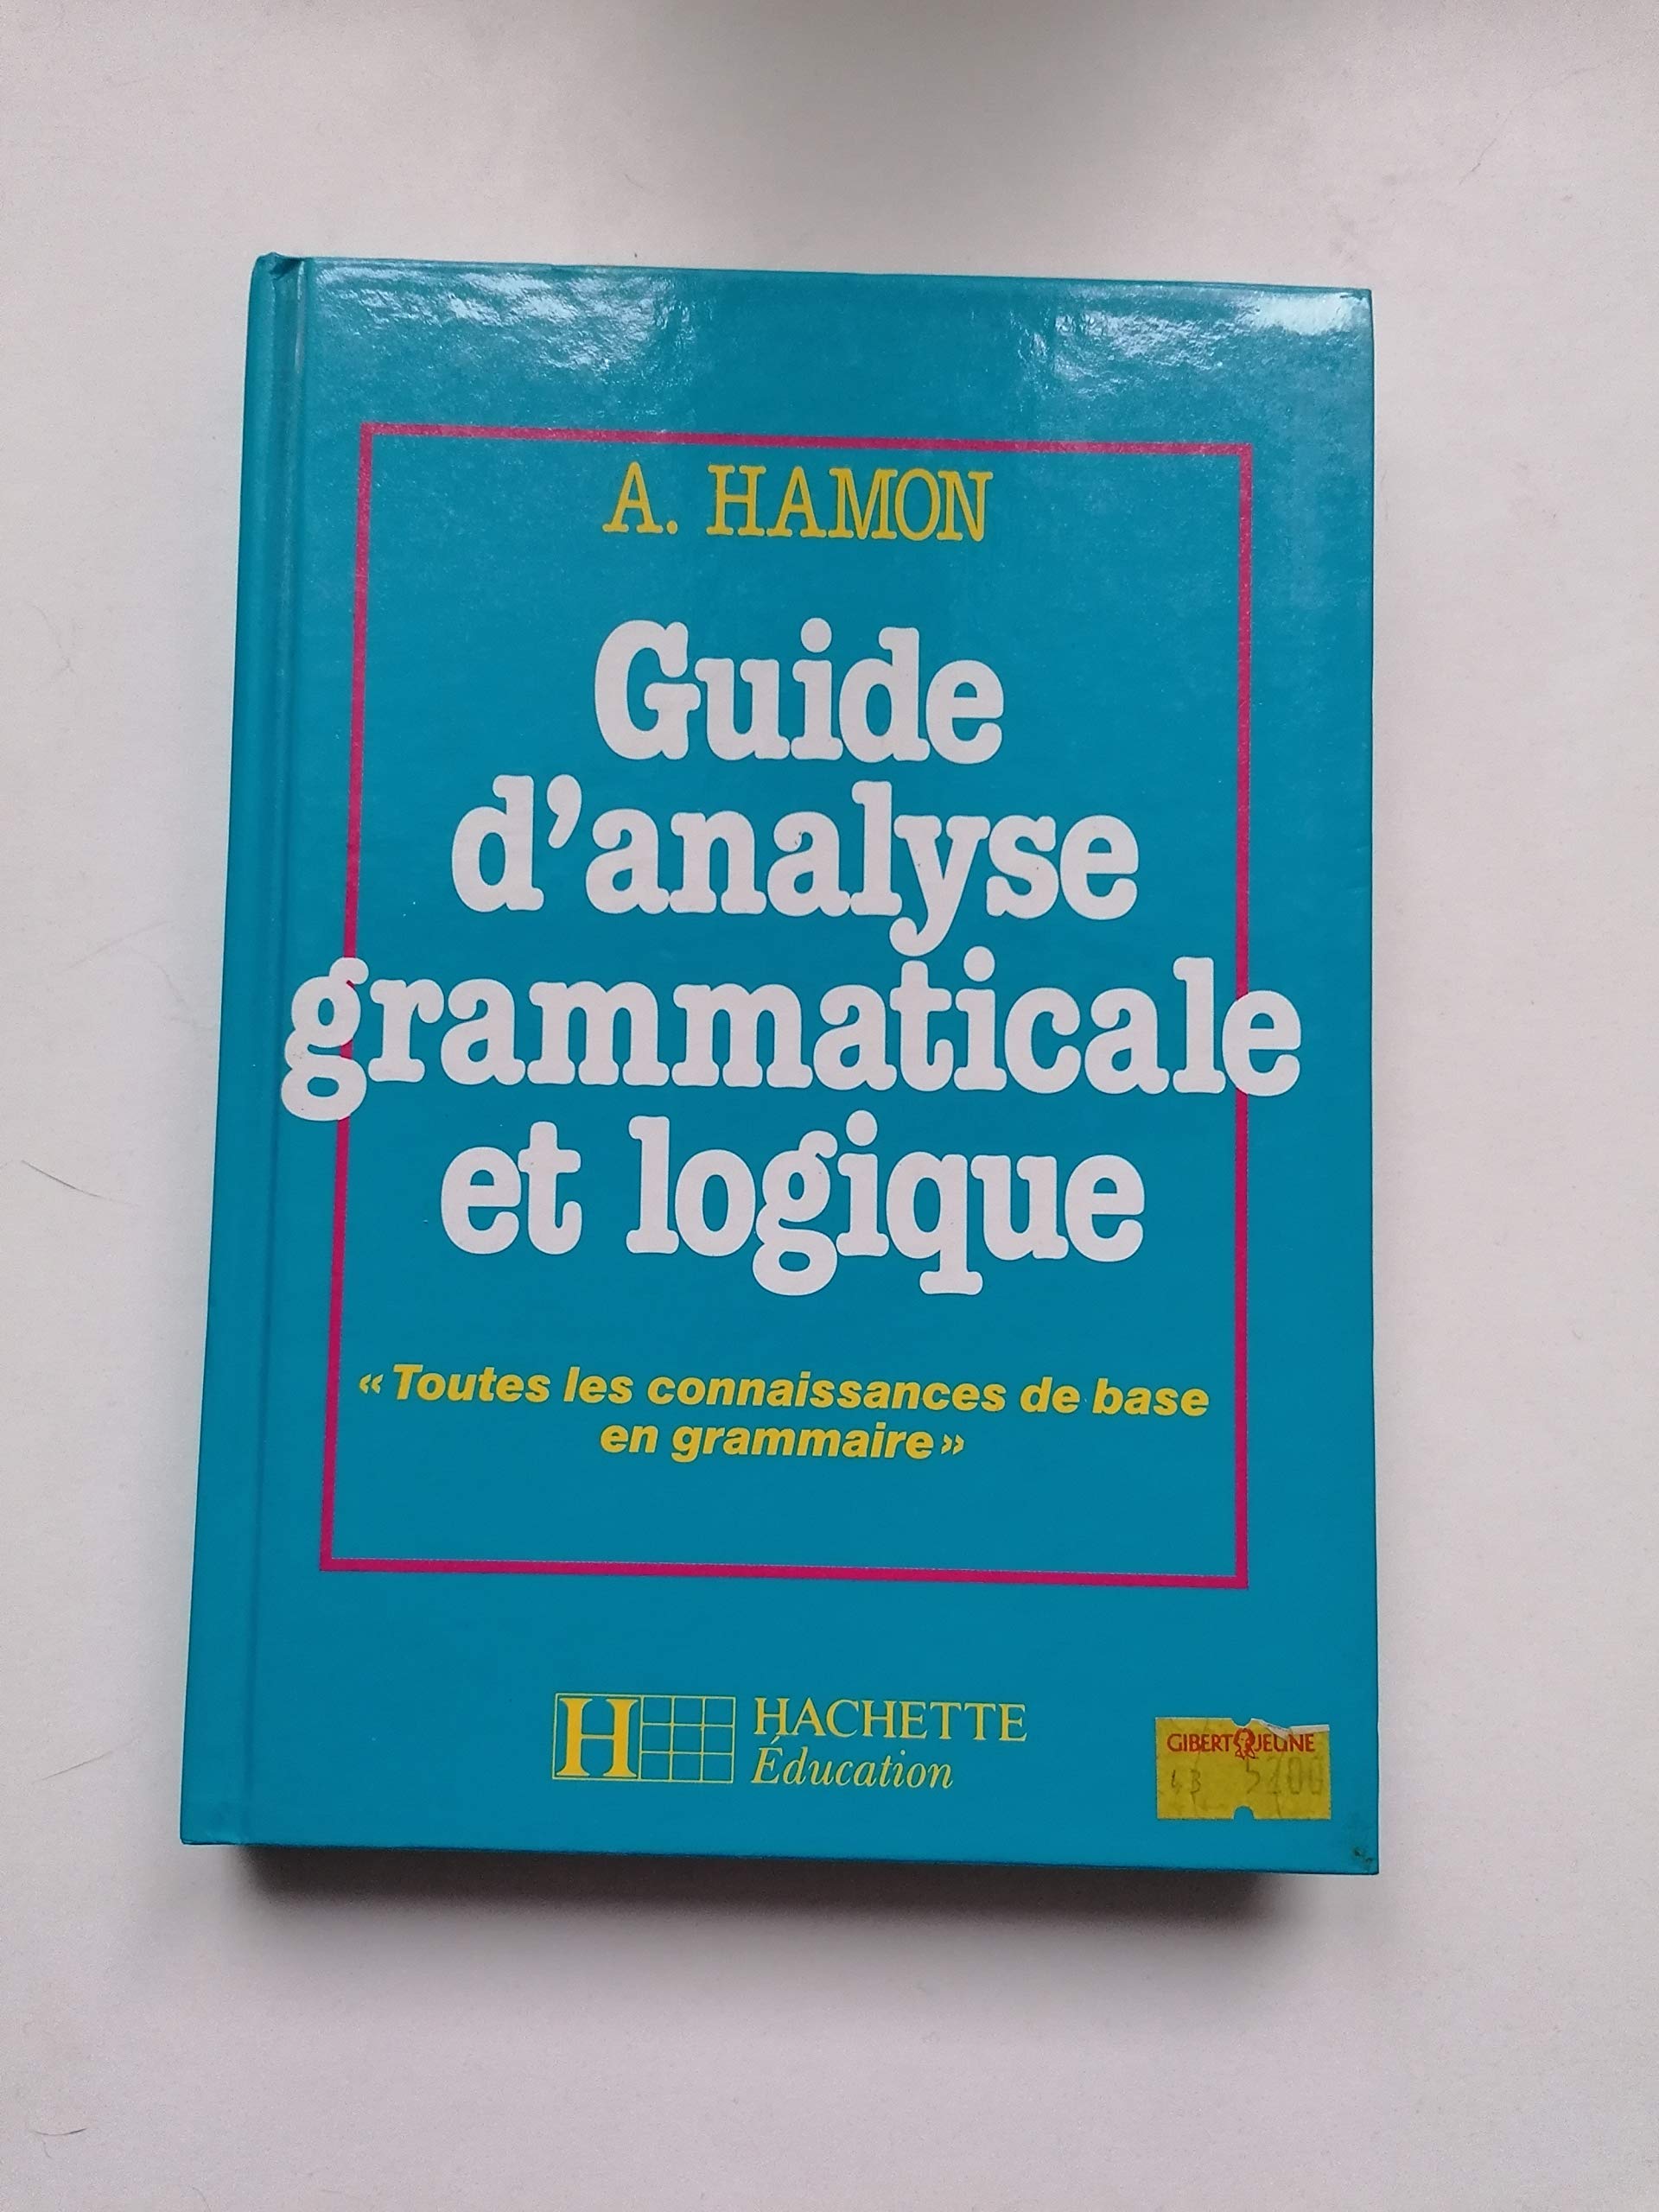 A. HAMON
Guide
d'analyse
grammaticale
et logique
« Toutes les connaissances de base
en grammaire »
H HACHETTE
Éducation
GIBERT JEUNE